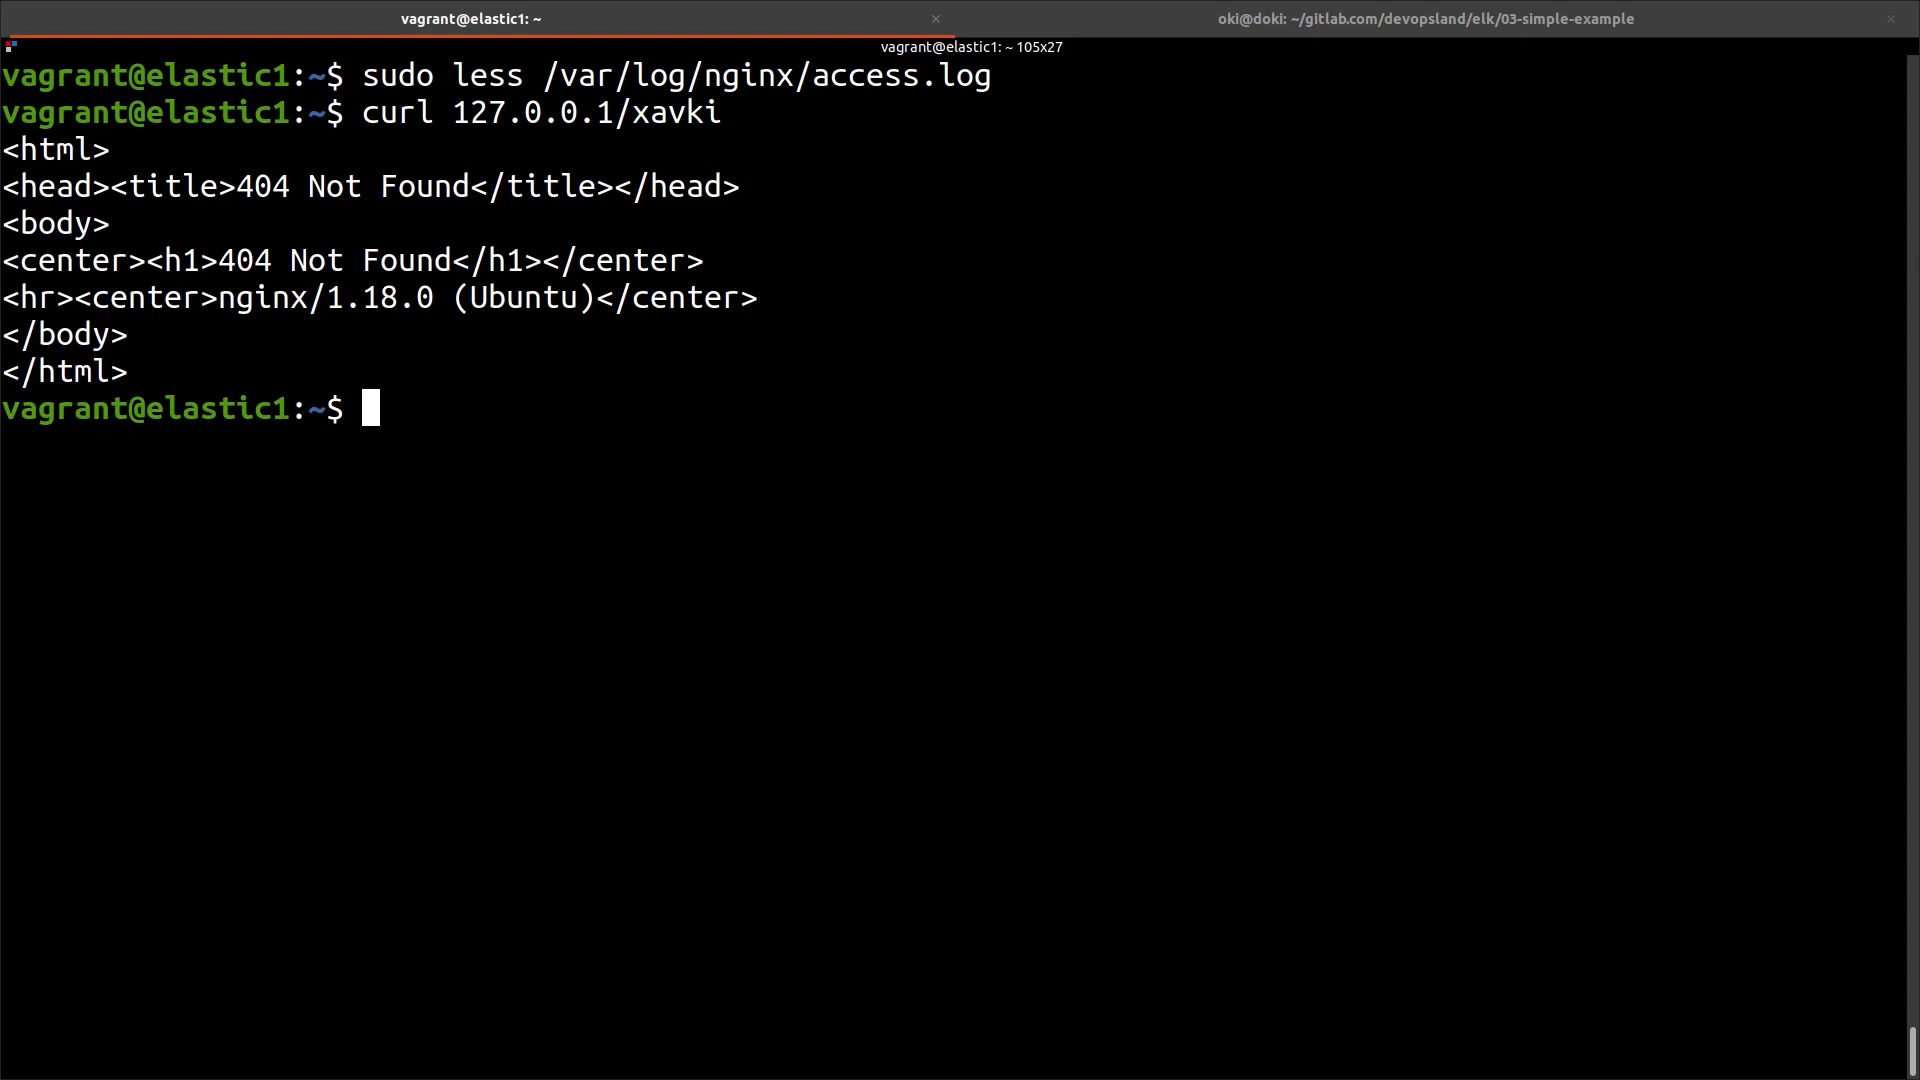 vagrant@elastic1: ~ × oki@doki: ~/gitlab.com/devopsland/elk/03-simple-example ×
vagrant@elastic1: ~ 105x27
vagrant@elastic1:~$ sudo less /var/log/nginx/access.log
vagrant@elastic1:~$ curl 127.0.0.1/xavki
<html>
<head><title>404 Not Found</title></head>
<body>
<center><h1>404 Not Found</h1></center>
<hr><center>nginx/1.18.0 (Ubuntu)</center>
</body>
</html>
vagrant@elastic1:~$